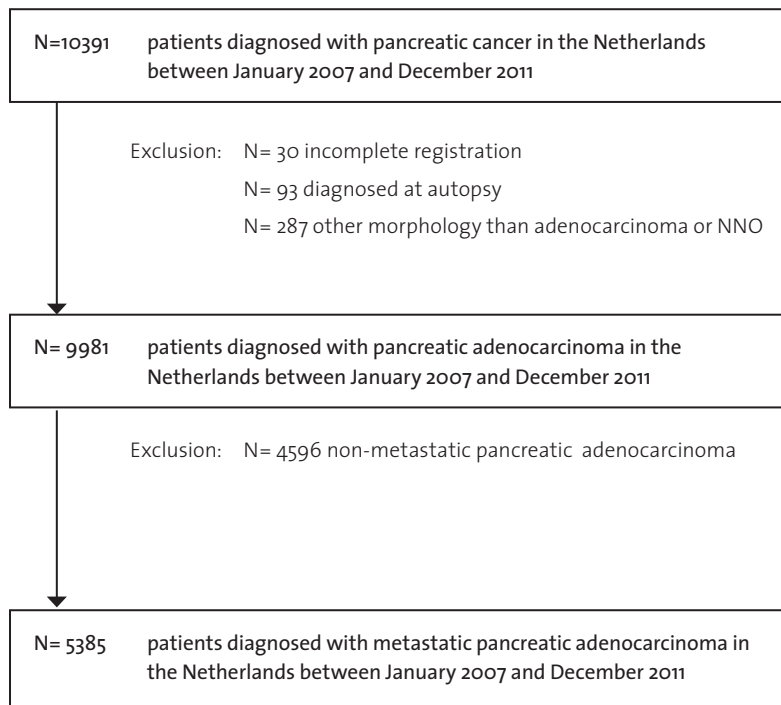 N=10391 patients diagnosed with pancreatic cancer in the Netherlands
between January 2007 and December 2011
Exclusion: N= 30 incomplete registration
N= 93 diagnosed at autopsy
N= 287 other morphology than adenocarcinoma or NNO
N= 9981 patients diagnosed with pancreatic adenocarcinoma in the
Netherlands between January 2007 and December 2011
Exclusion: N= 4596 non-metastatic pancreatic adenocarcinoma
N= 5385 patients diagnosed with metastatic pancreatic adenocarcinoma in
the Netherlands between January 2007 and December 2011